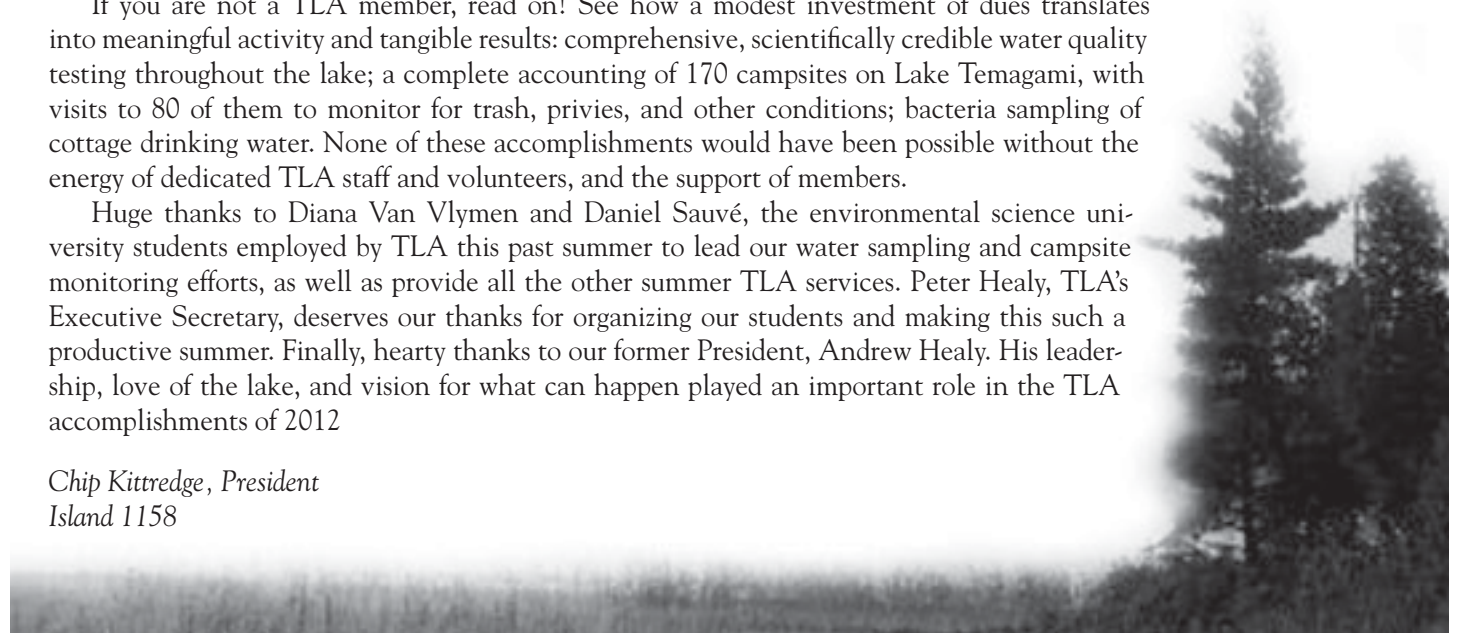 If you are not a TLA member, read on! See how a modest investment of dues translates
into meaningful activity and tangible results: comprehensive, scientifically credible water quality
testing throughout the lake; a complete accounting of 170 campsites on Lake Temagami, with
visits to 80 of them to monitor for trash, privies, and other conditions; bacteria sampling of
cottage drinking water. None of these accomplishments would have been possible without the
energy of dedicated TLA staff and volunteers, and the support of members.
Huge thanks to Diana Van Vlymen and Daniel Sauvé, the environmental science uni-
versity students employed by TLA this past summer to lead our water sampling and campsite
monitoring efforts, as well as provide all the other summer TLA services. Peter Healy, TLA's
Executive Secretary, deserves our thanks for organizing our students and making this such a
productive summer. Finally, hearty thanks to our former President, Andrew Healy. His leader-
ship, love of the lake, and vision for what can happen played an important role in the TLA
accomplishments of 2012
Chip Kittredge, President
Island 1158